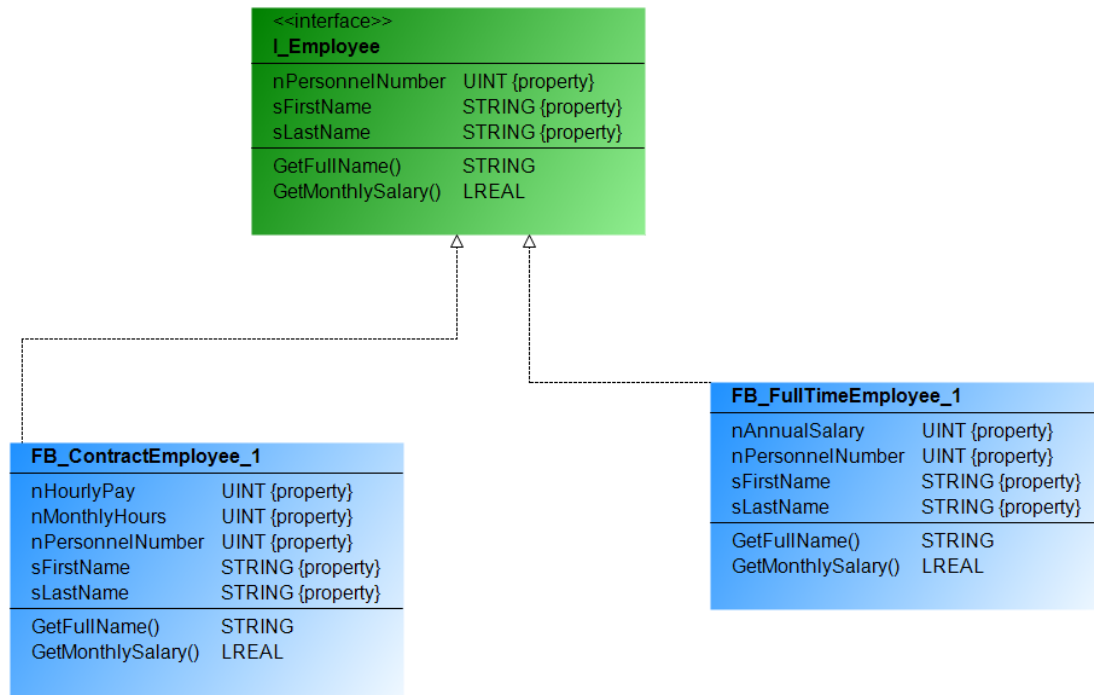 <<interface>>
I_Employee
nPersonnelNumber UINT {property}
sFirstName STRING {property}
sLastName STRING {property}
GetFullName() STRING
GetMonthlySalary() LREAL
FB_FullTimeEmployee_1
nAnnualSalary UINT {property}
nPersonnelNumber UINT {property}
sFirstName STRING {property}
sLastName STRING {property}
GetFullName() STRING
GetMonthlySalary() LREAL
FB_ContractEmployee_1
nHourlyPay UINT {property}
nMonthlyHours UINT {property}
nPersonnelNumber UINT {property}
sFirstName STRING {property}
sLastName STRING {property}
GetFullName() STRING
GetMonthlySalary() LREAL